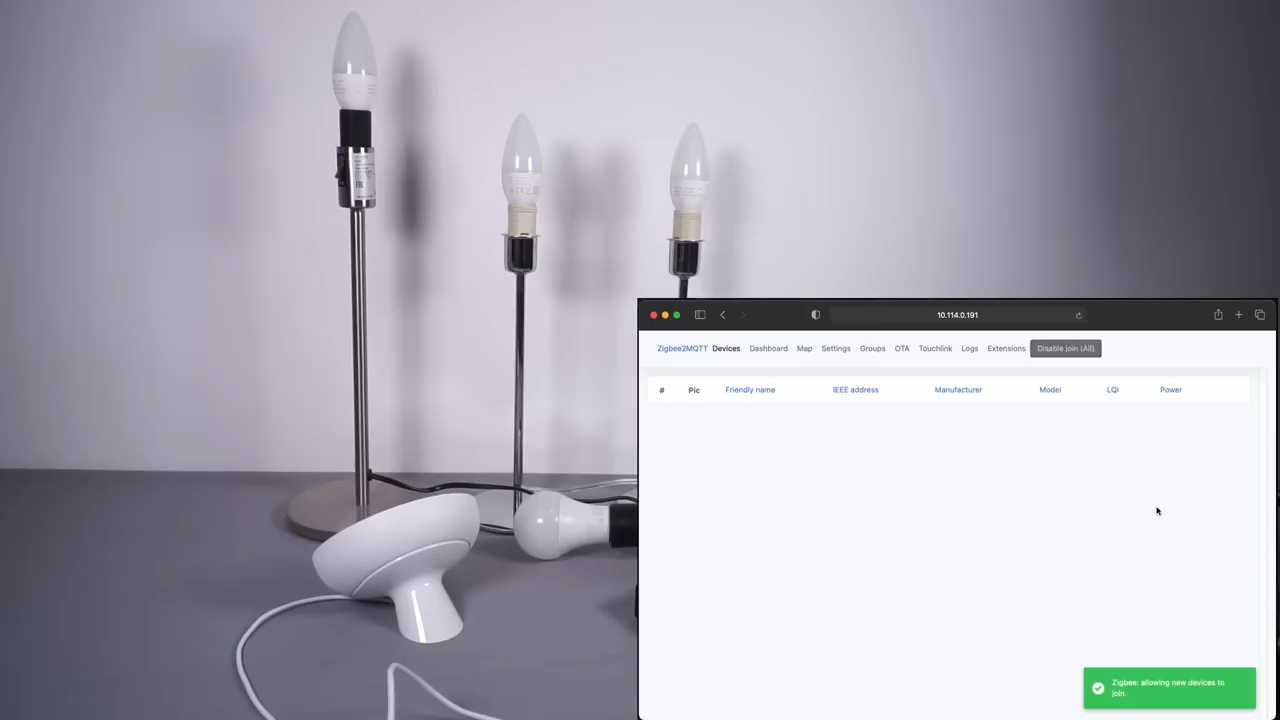 10.114.0.191
Zigbee2MQTT Devices Dashboard Map Settings Groups OTA Touchlink Logs Extensions Disable join (All)
# Pic Friendly name IEEE address Manufacturer Model LQI Power
Zigbee: allowing new devices to
join.